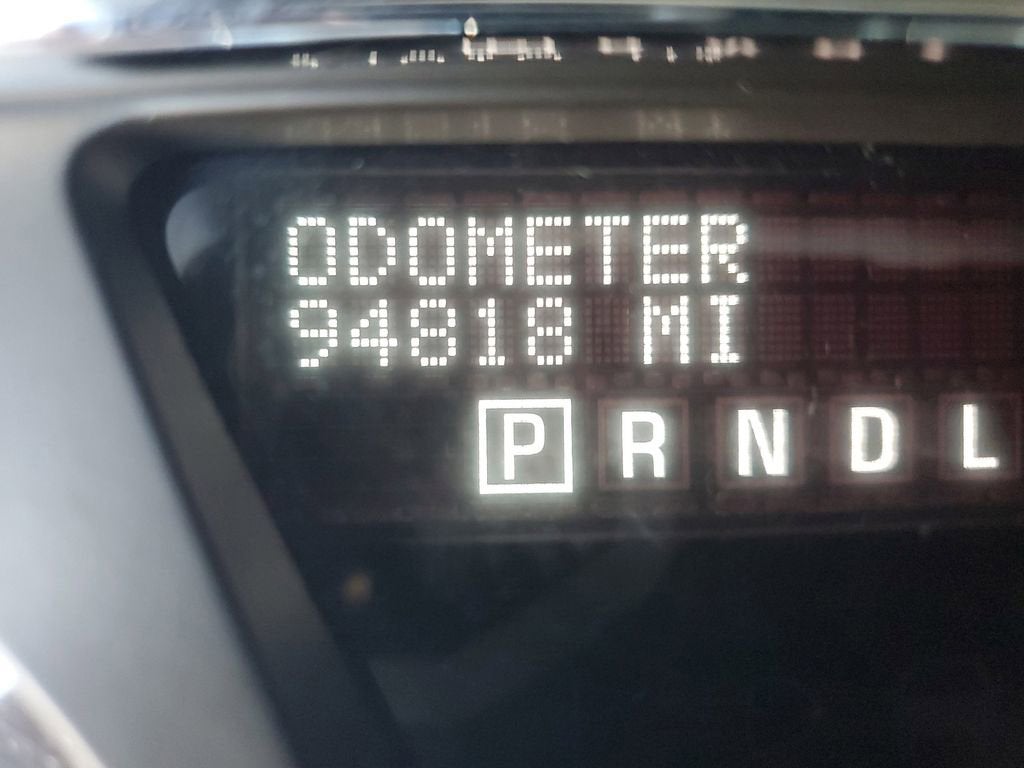 ODOMETER
94818 MI
P R N D L